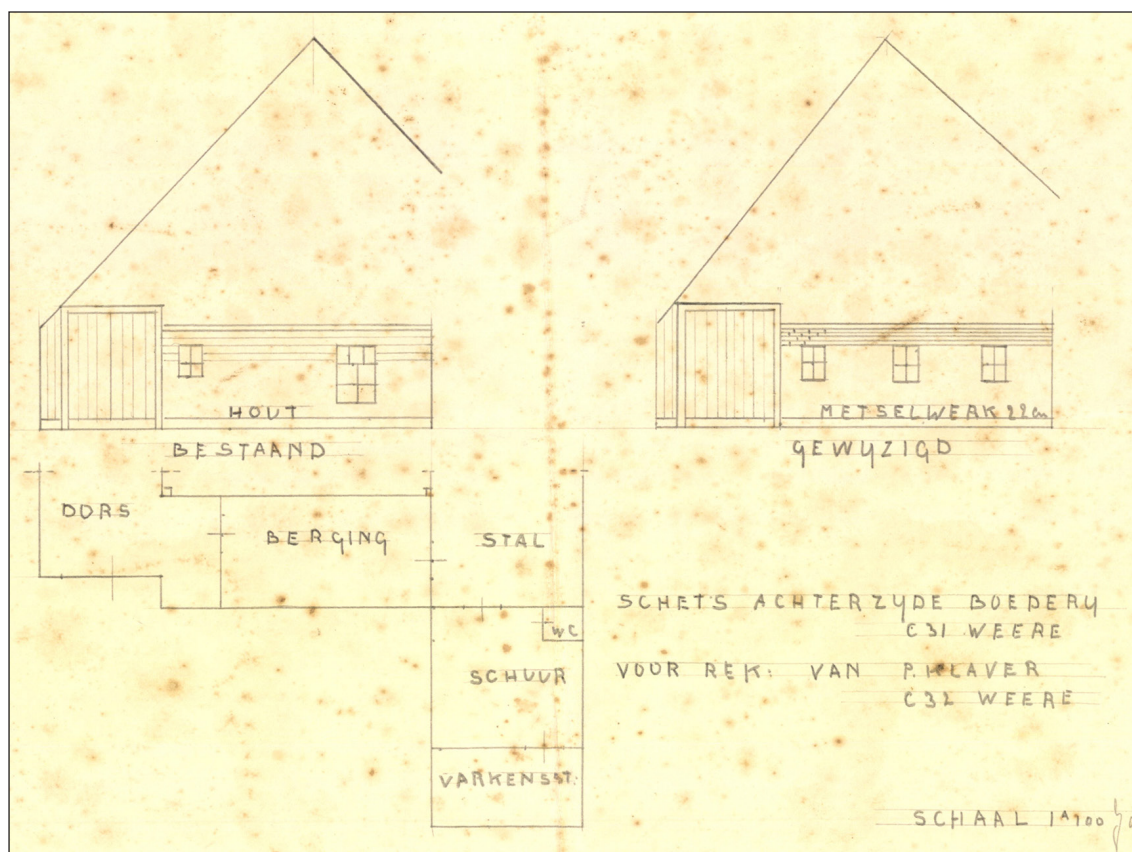 HOUT
BESTAAND
METSELWERK 22cm
GEWYZIGD
DORS
BERGING
STAL
WC
SCHUUR
VARKENSST.
SCHETS ACHTERZYDE BOEDERY
C31 WEERE
VOOR REK: VAN P. KLAVER
C32 WEERE
SCHAAL 1A100